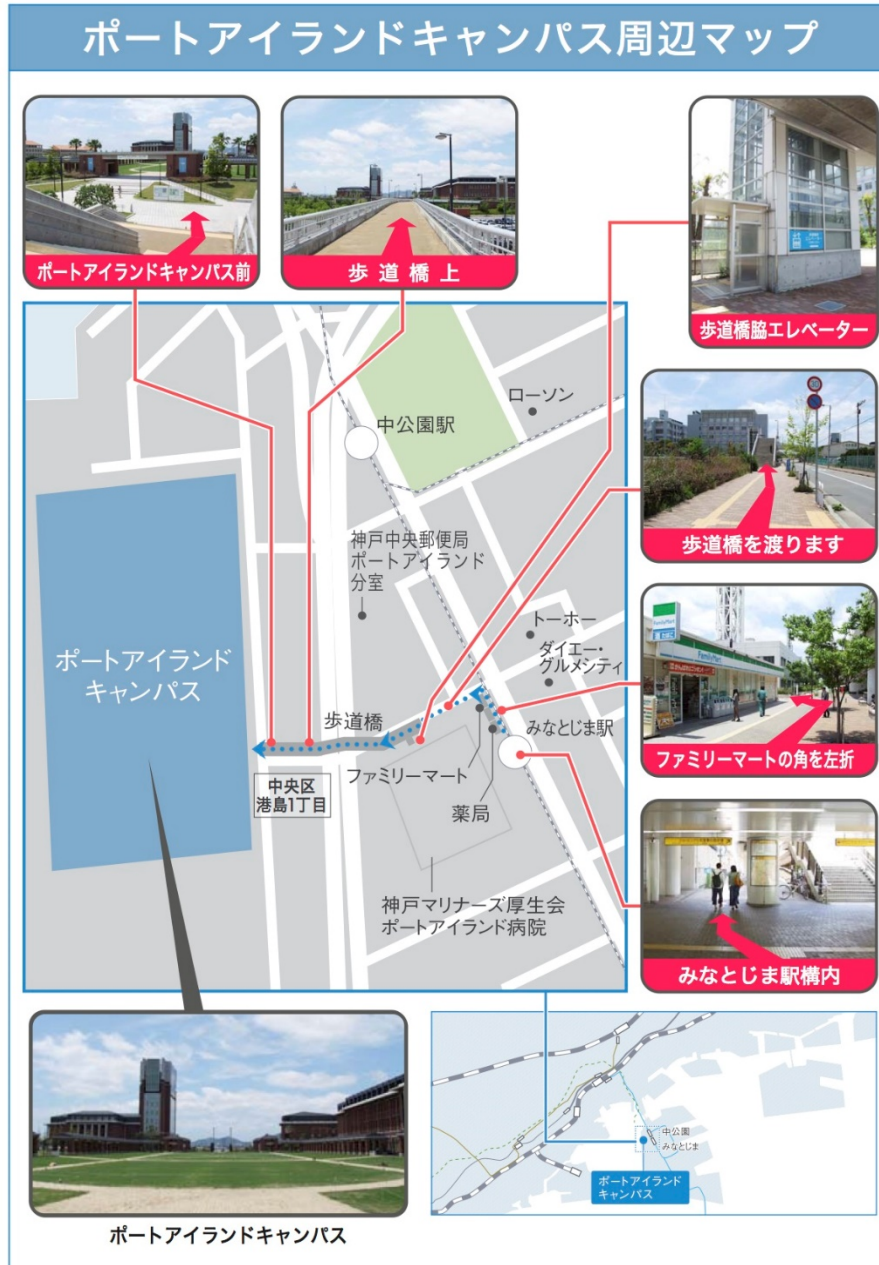 ポートアイランドキャンパス周辺マップ
ポートアイランドキャンパス前
歩道橋上
歩道橋脇エレベーター
ローソン
中公園駅
歩道橋を渡ります
神戸中央郵便局
ポートアイランド
分室
FamilyMart
FamilyMart
トーホー
ダイエー・
グルメシティ
ポートアイランド
キャンパス
歩道橋
みなとじま駅
ファミリーマート
ファミリーマートの角を左折
中央区
港島1丁目
薬局
神戸マリナーズ厚生会
ポートアイランド病院
みなとじま駅構内
中公園
みなとじま
ポートアイランド
キャンパス
ポートアイランドキャンパス